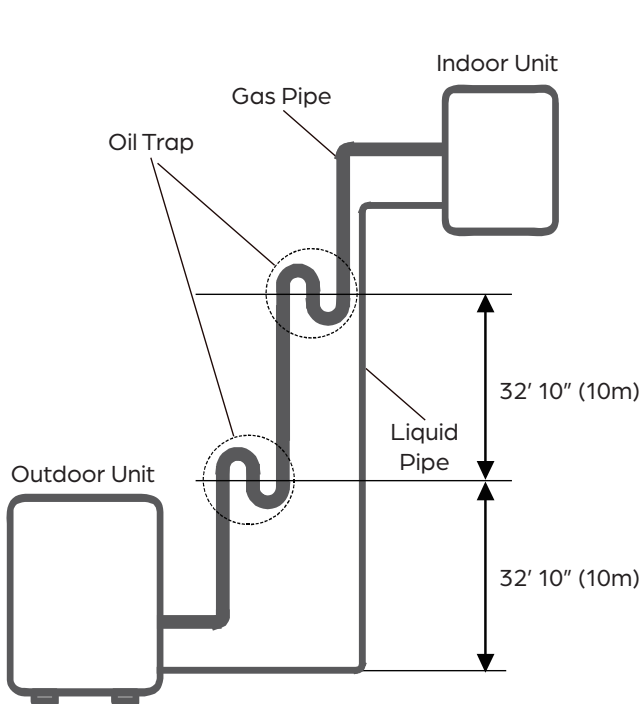 Indoor Unit
Gas Pipe
Oil Trap
32′ 10″ (10m)
Liquid
Pipe
Outdoor Unit
32′ 10″ (10m)